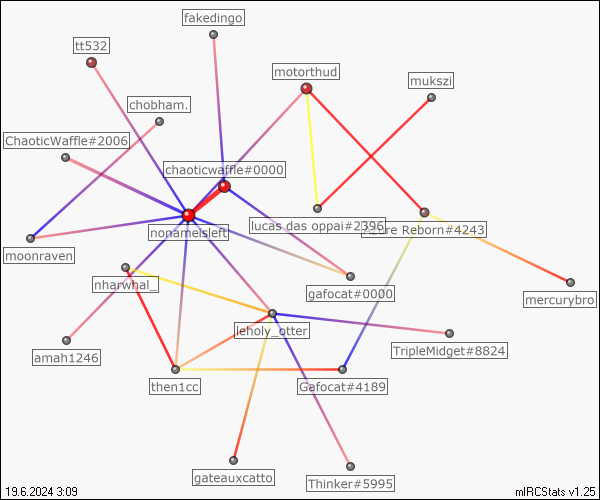 fakedingo
tt532
motorthud
mukszi
chobham.
ChaoticWaffle#2006
chaoticwaffle#0000
nonameisleft
lucas das oppai#2396
Azure Reborn#4243
moonraven
nharwhal_
gafocat#0000
mercurybro
leholy_otter
amah1246
TripleMidget#8824
then1cc
Gafocat#4189
gateauxcatto
Thinker#5995
19.6.2024 3:09
mIRCStats v1.25